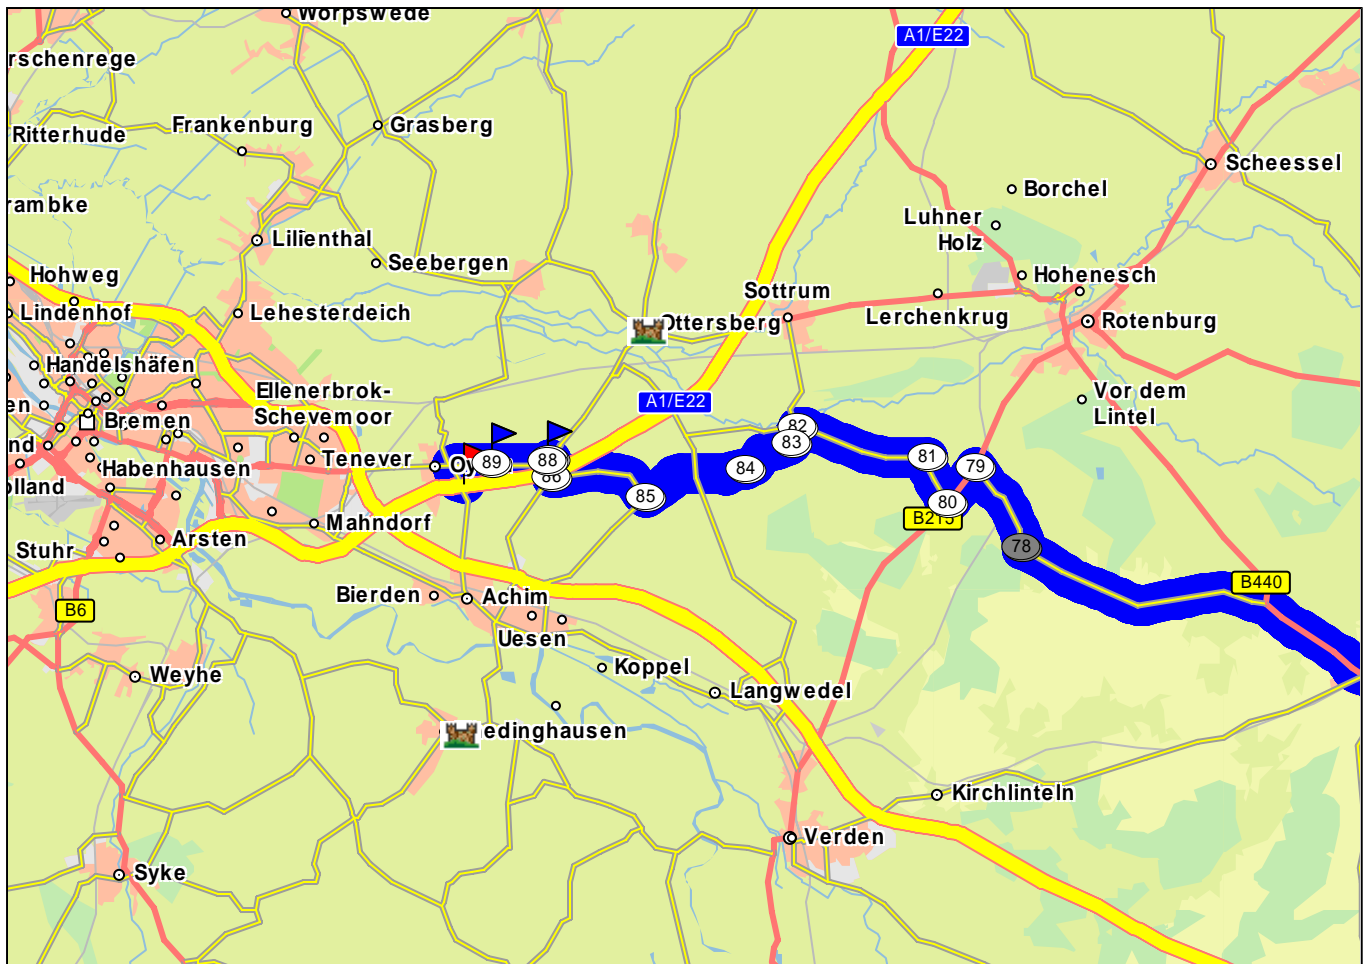 Worpswede
A1/E22
rschenrege
Frankenburg
Grasberg
Ritterhude
Scheessel
Borchel
rambke
Luhner
Holz
Lilienthal
Seebergen
Hohweg
Hohenesch
Sottrum
Lindenhof
Lehesterdeich
Ottersberg
Lerchenkrug
Rotenburg
Handelshäfen
Ellenerbrok-
Schevemoor
A1/E22
Vor dem
Lintel
en
Bremen
82
83
nd
Habenhausen
Tenever
Oy
89
88
86
84
81
79
olland
85
80
B215
Mahndorf
Arsten
Stuhr
78
B6
Bierden
Achim
B440
Uesen
Koppel
Weyhe
Langwedel
edinghausen
Kirchlinteln
Verden
Syke